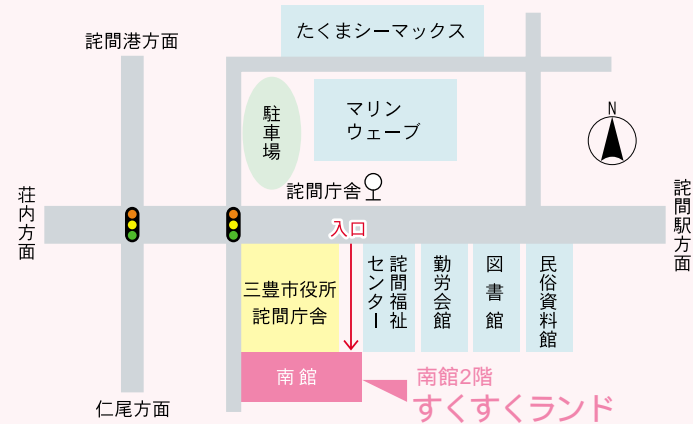 たくまシーマックス
詫間港方面
N
駐車場
マリン
ウェーブ
詫間庁舎
荘内方面
詫間駅方面
入口
三豊市役所
詫間庁舎
詫間福祉
センター
勤労会館
図書館
民俗資料館
南館
南館2階
すくすくランド
仁尾方面